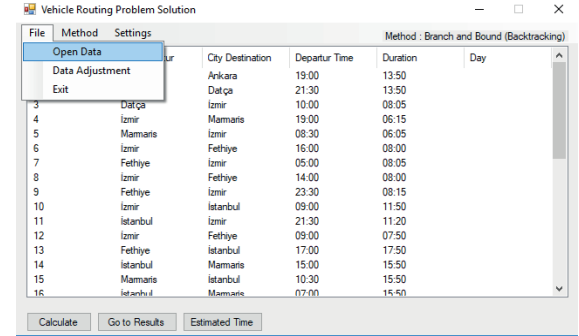 Vehicle Routing Problem Solution
File Method Settings Method : Branch and Bound (Backtracking)
Open Data
Data Adjustment
Exit
ur City Destination Departur Time Duration Day
Ankara 19:00 13:50
Datça 21:30 13:50
3 Datça İzmir 10:00 08:05
4 İzmir Marmaris 19:00 06:15
5 Marmaris İzmir 08:30 06:05
6 İzmir Fethiye 16:00 08:00
7 Fethiye İzmir 05:00 08:05
8 İzmir Fethiye 14:00 08:00
9 Fethiye İzmir 23:30 08:15
10 İzmir İstanbul 09:00 11:50
11 İstanbul İzmir 21:30 11:20
12 İzmir Fethiye 09:00 07:50
13 Fethiye İstanbul 17:00 17:50
14 İstanbul Marmaris 15:00 15:50
15 Marmaris İstanbul 10:30 15:50
16 İstanbul Marmaris 07:00 15:50
Calculate Go to Results Estimated Time